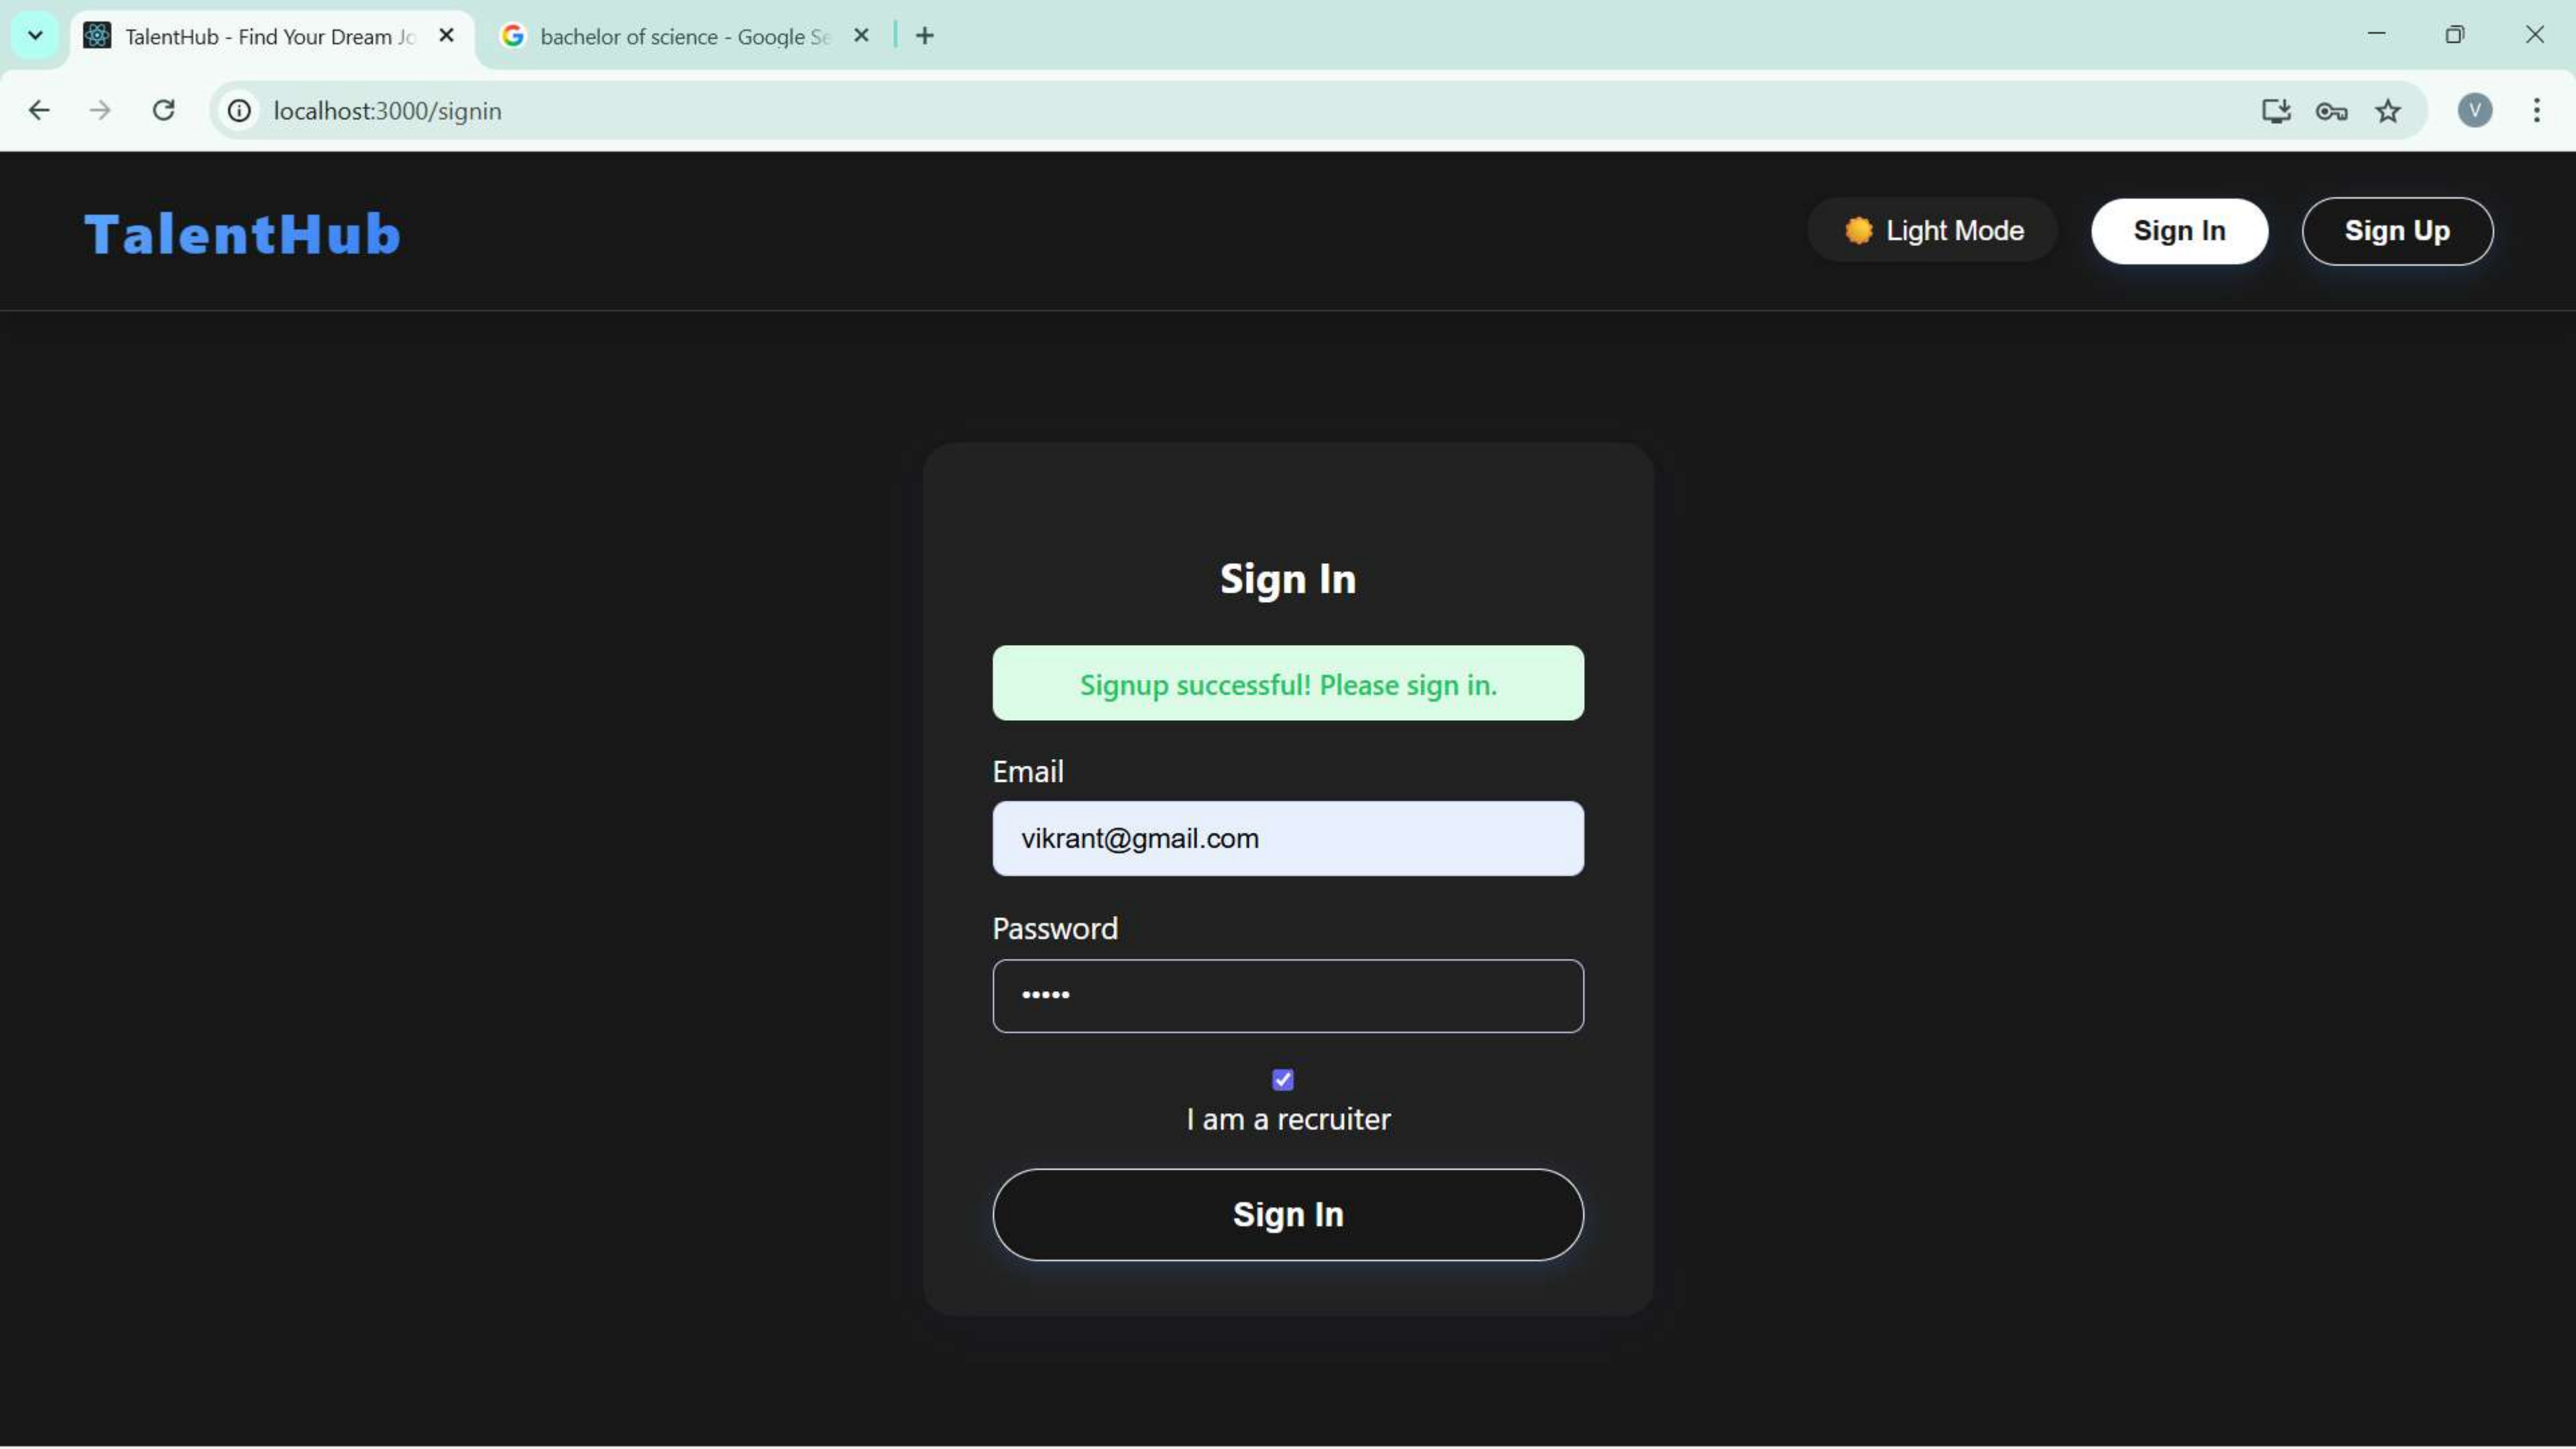 TalentHub - Find Your Dream Jo
bachelor of science - Google Se
localhost:3000/signin
V
TalentHub
Light Mode
Sign In
Sign Up
Sign In
Signup successful! Please sign in.
Email
vikrant@gmail.com
Password
•••••
I am a recruiter
Sign In